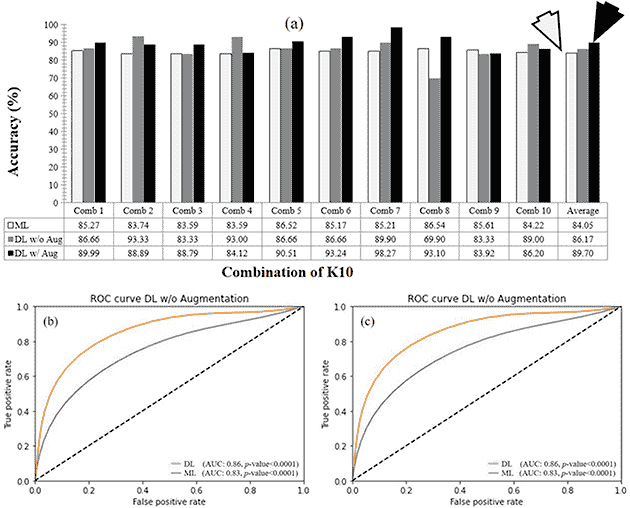 (a)
Accuracy (%)
100
90
80
70
60
50
40
30
20
10
0
Comb 1 Comb 2 Comb 3 Comb 4 Comb 5 Comb 6 Comb 7 Comb 8 Comb 9 Comb 10 Average
ML 85.27 83.74 83.59 83.59 86.52 85.17 85.21 86.54 85.61 84.22 84.05
DL w/o Aug 86.66 93.33 83.33 93.00 86.66 86.66 89.90 69.90 83.33 89.00 86.17
DL w/ Aug 89.99 88.89 88.79 84.12 90.51 93.24 98.27 93.10 83.92 86.20 89.70
Combination of K10
ROC curve DL w/o Augmentation
(b)
True positive rate
1.0
0.8
0.6
0.4
0.2
0.0
DL (AUC: 0.86, p-value<0.0001)
ML (AUC: 0.83, p-value<0.0001)
0.0 0.2 0.4 0.6 0.8 1.0
False positive rate
ROC curve DL w/o Augmentation
(c)
True positive rate
1.0
0.8
0.6
0.4
0.2
0.0
DL (AUC: 0.86, p-value<0.0001)
ML (AUC: 0.83, p-value<0.0001)
0.0 0.2 0.4 0.6 0.8 1.0
False positive rate